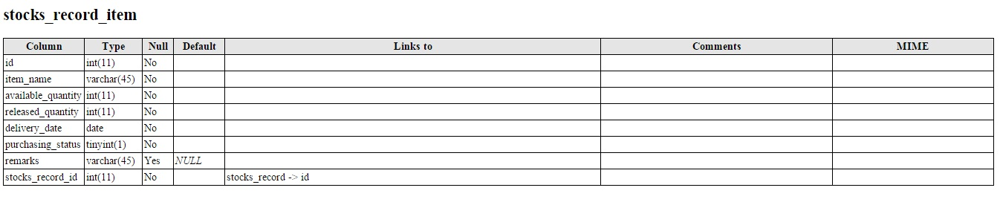 stocks_record_item
Column Type Null Default Links to Comments MIME
id int(11) No
item_name varchar(45) No
available_quantity int(11) No
released_quantity int(11) No
delivery_date date No
purchasing_status tinyint(1) No
remarks varchar(45) Yes NULL
stocks_record_id int(11) No stocks_record -> id